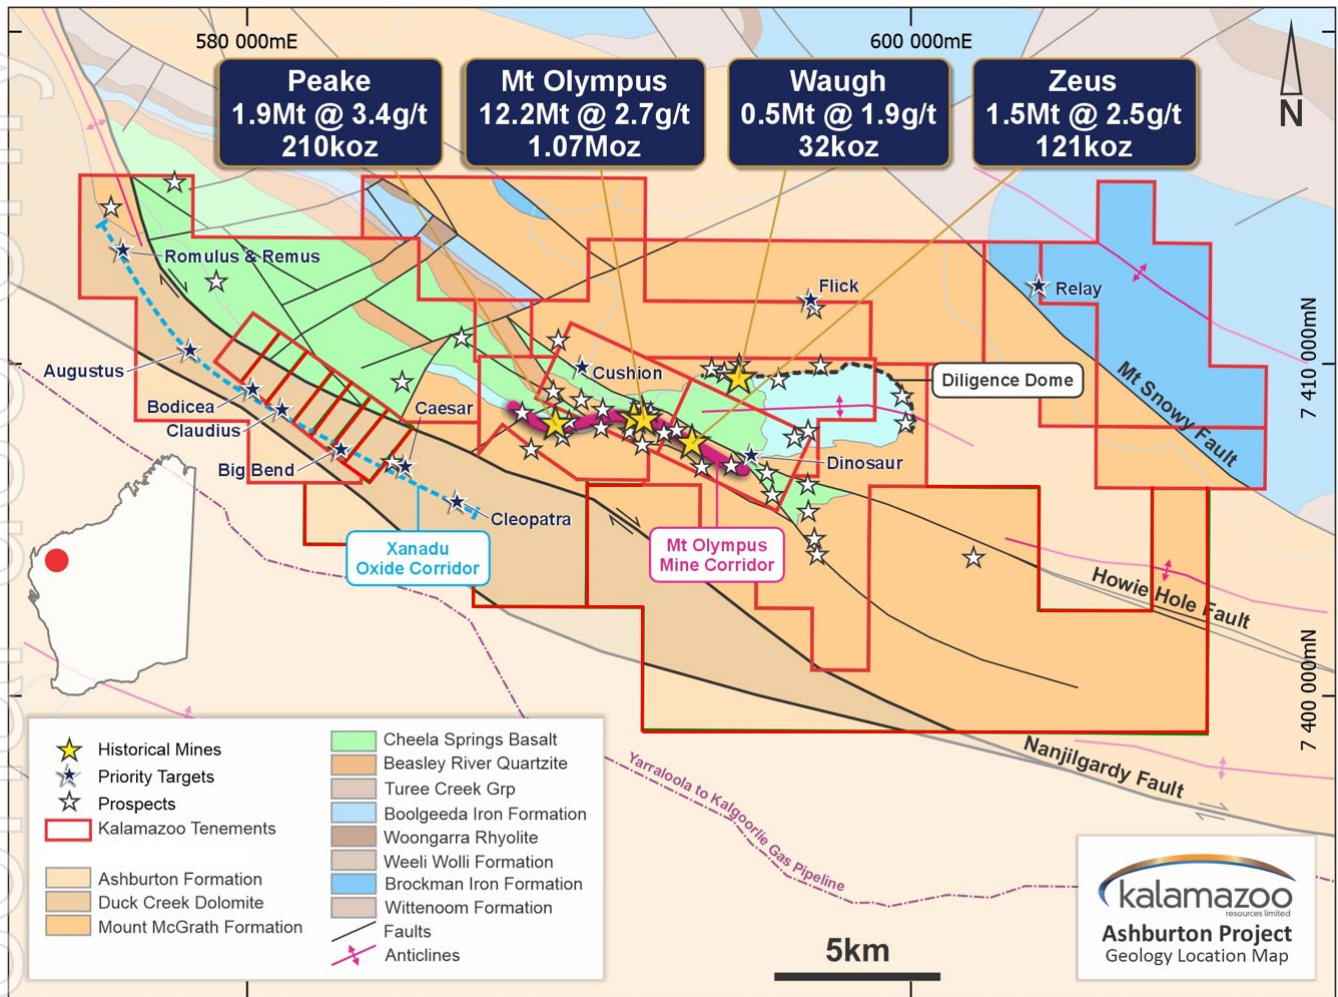 580 000mE
600 000mE
Peake
1.9Mt @ 3.4g/t
210koz
Mt Olympus
12.2Mt @ 2.7g/t
1.07Moz
Waugh
0.5Mt @ 1.9g/t
32koz
Zeus
1.5Mt @ 2.5g/t
121koz
N
Romulus & Remus
Flick
Relay
Augustus
Cushion
Diligence Dome
7 410 000mN
Mt Snowy Fault
Bodicea
Caesar
Claudius
Big Bend
Dinosaur
Cleopatra
Xanadu
Oxide Corridor
Mt Olympus
Mine Corridor
Howie Hole Fault
7 400 000mN
Nanjilgardy Fault
Yarraloola to Kalgoorlie Gas Pipeline
Historical Mines
Priority Targets
Prospects
Kalamazoo Tenements
Ashburton Formation
Duck Creek Dolomite
Mount McGrath Formation
Cheela Springs Basalt
Beasley River Quartzite
Turee Creek Grp
Boolgeeda Iron Formation
Woongarra Rhyolite
Weeli Wolli Formation
Brockman Iron Formation
Wittenoom Formation
Faults
Anticlines
5km
kalamazoo
resources limited
Ashburton Project
Geology Location Map